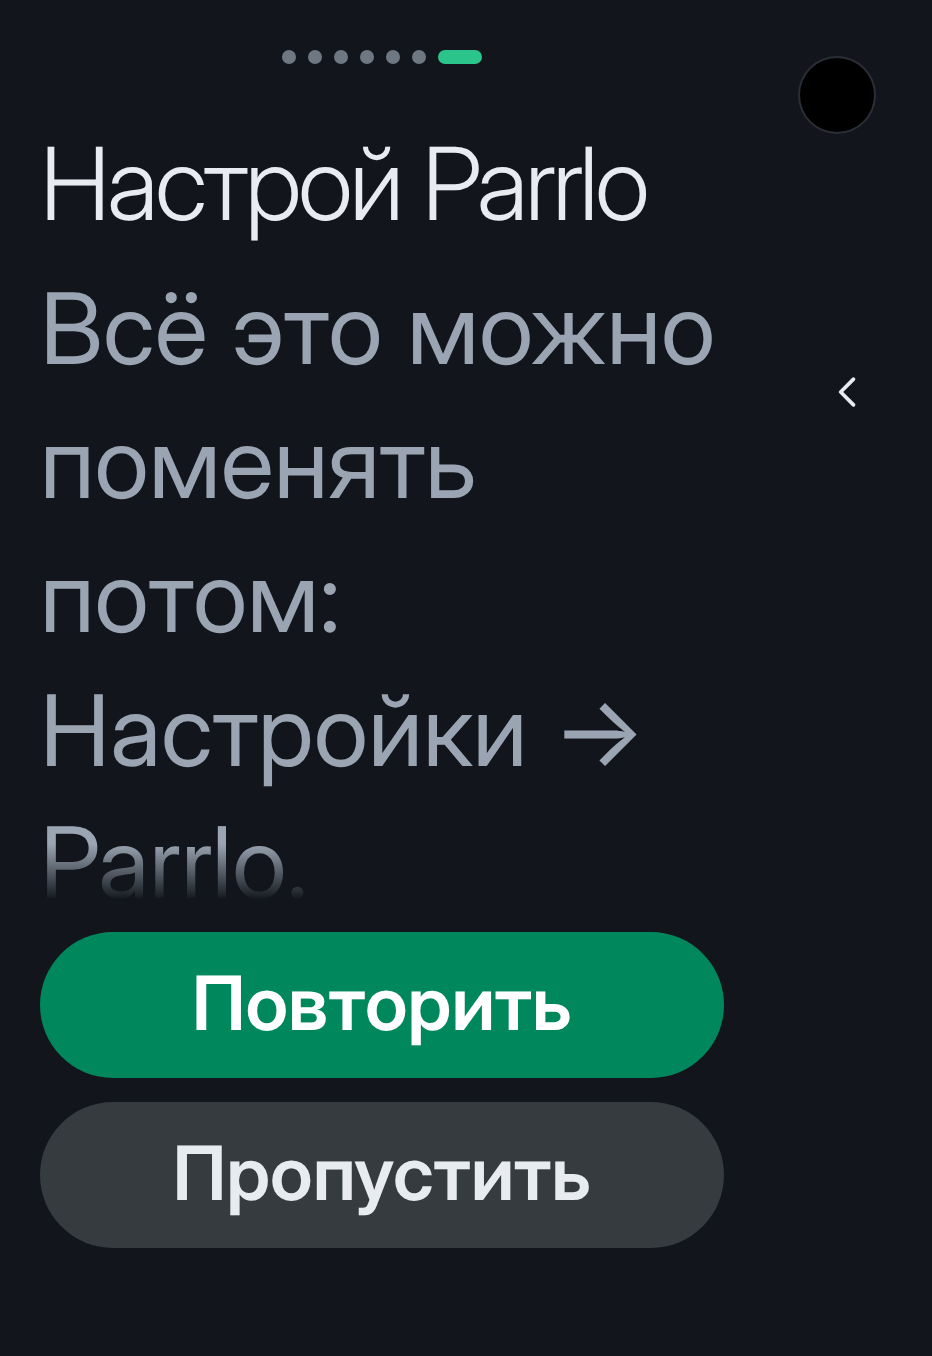 Настрой Parrlo
Всё это можно
поменять
потом:
Настройки →
Parrlo.
Повторить
Пропустить